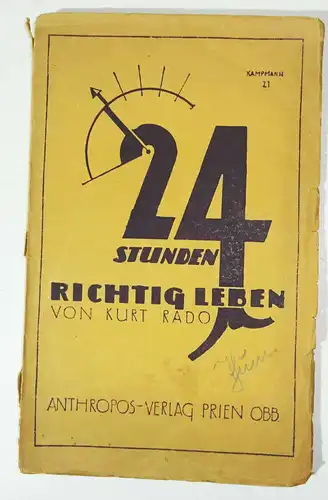 KAMPMANN
21
24
STUNDEN
RICHTIG LEBEN
VON KURT RADO
ANTHROPOS-VERLAG PRIEN OBB.